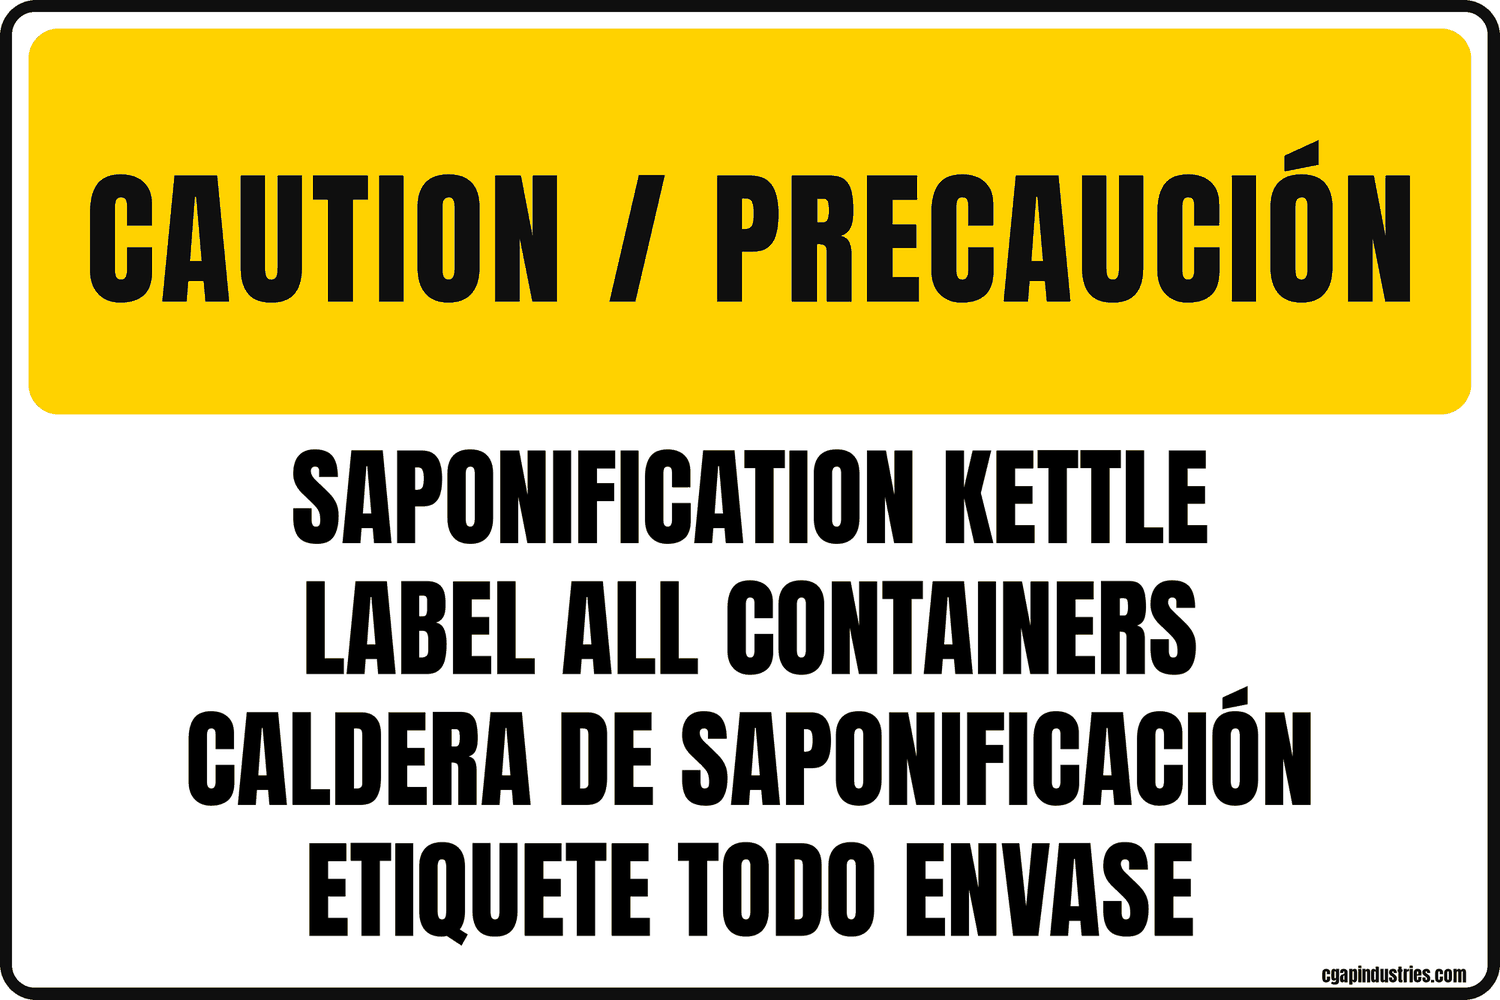 CAUTION / PRECAUCIÓN
SAPONIFICATION KETTLE
LABEL ALL CONTAINERS
CALDERA DE SAPONIFICACIÓN
ETIQUETE TODO ENVASE
cgapindustries.com